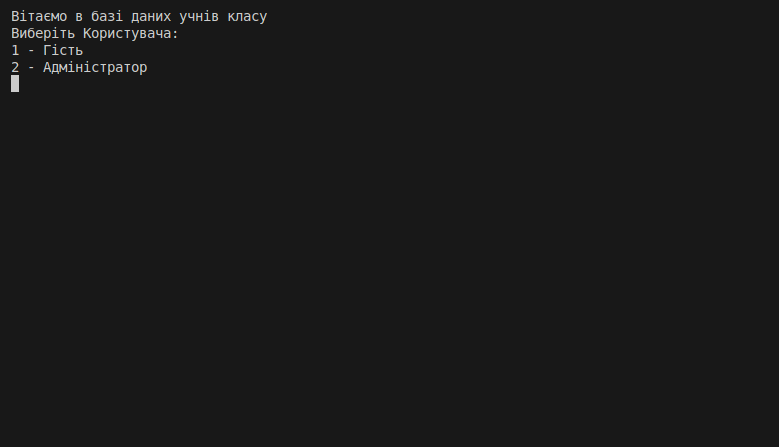 Вітаємо в базі даних учнів класу
Виберіть Користувача:
1 - Гість
2 - Адміністратор